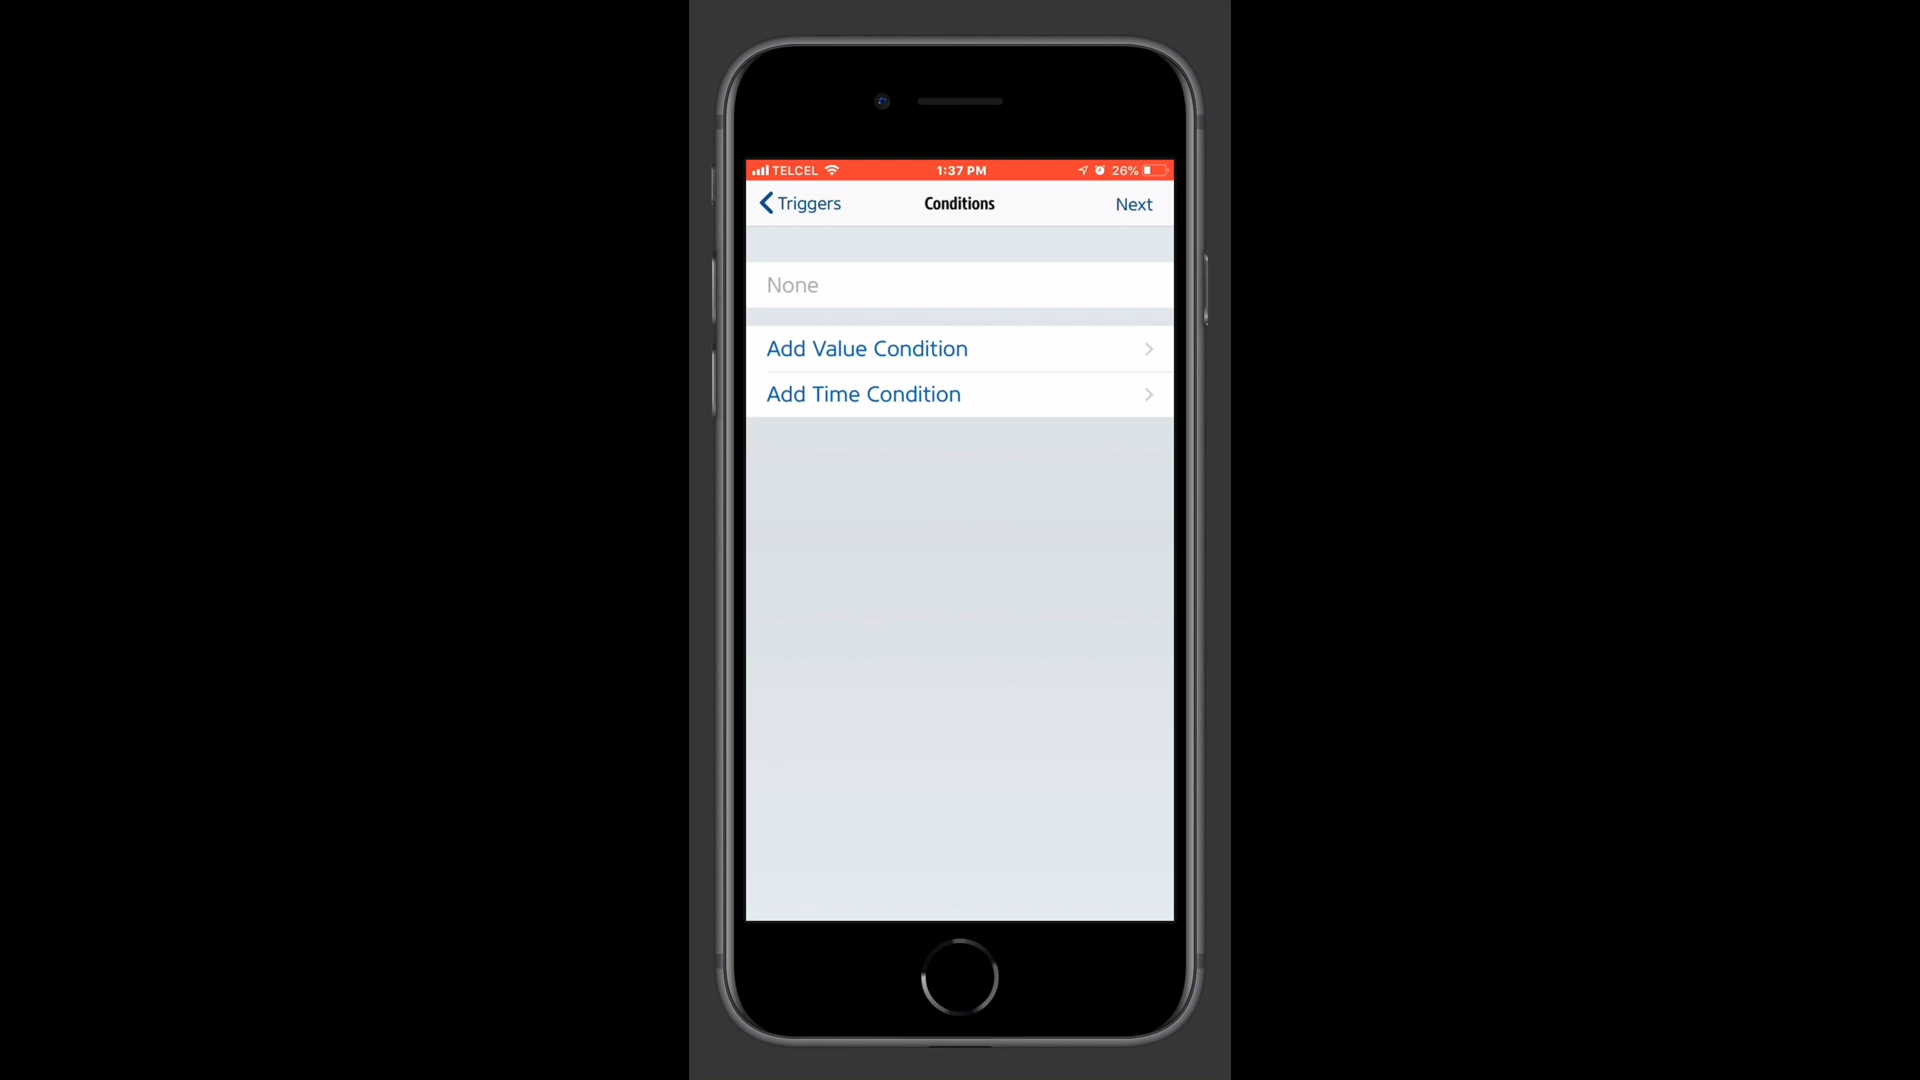 TELCEL 1:37 PM 26%
Triggers Conditions Next
None
Add Value Condition
Add Time Condition